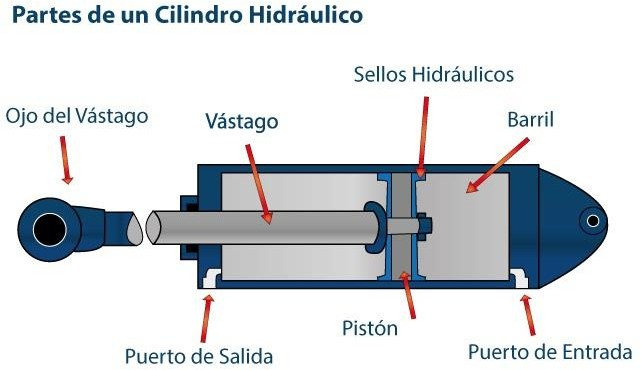 Partes de un Cilindro Hidráulico
Sellos Hidráulicos
Ojo del Vástago
Vástago
Barril
Pistón
Puerto de Salida
Puerto de Entrada